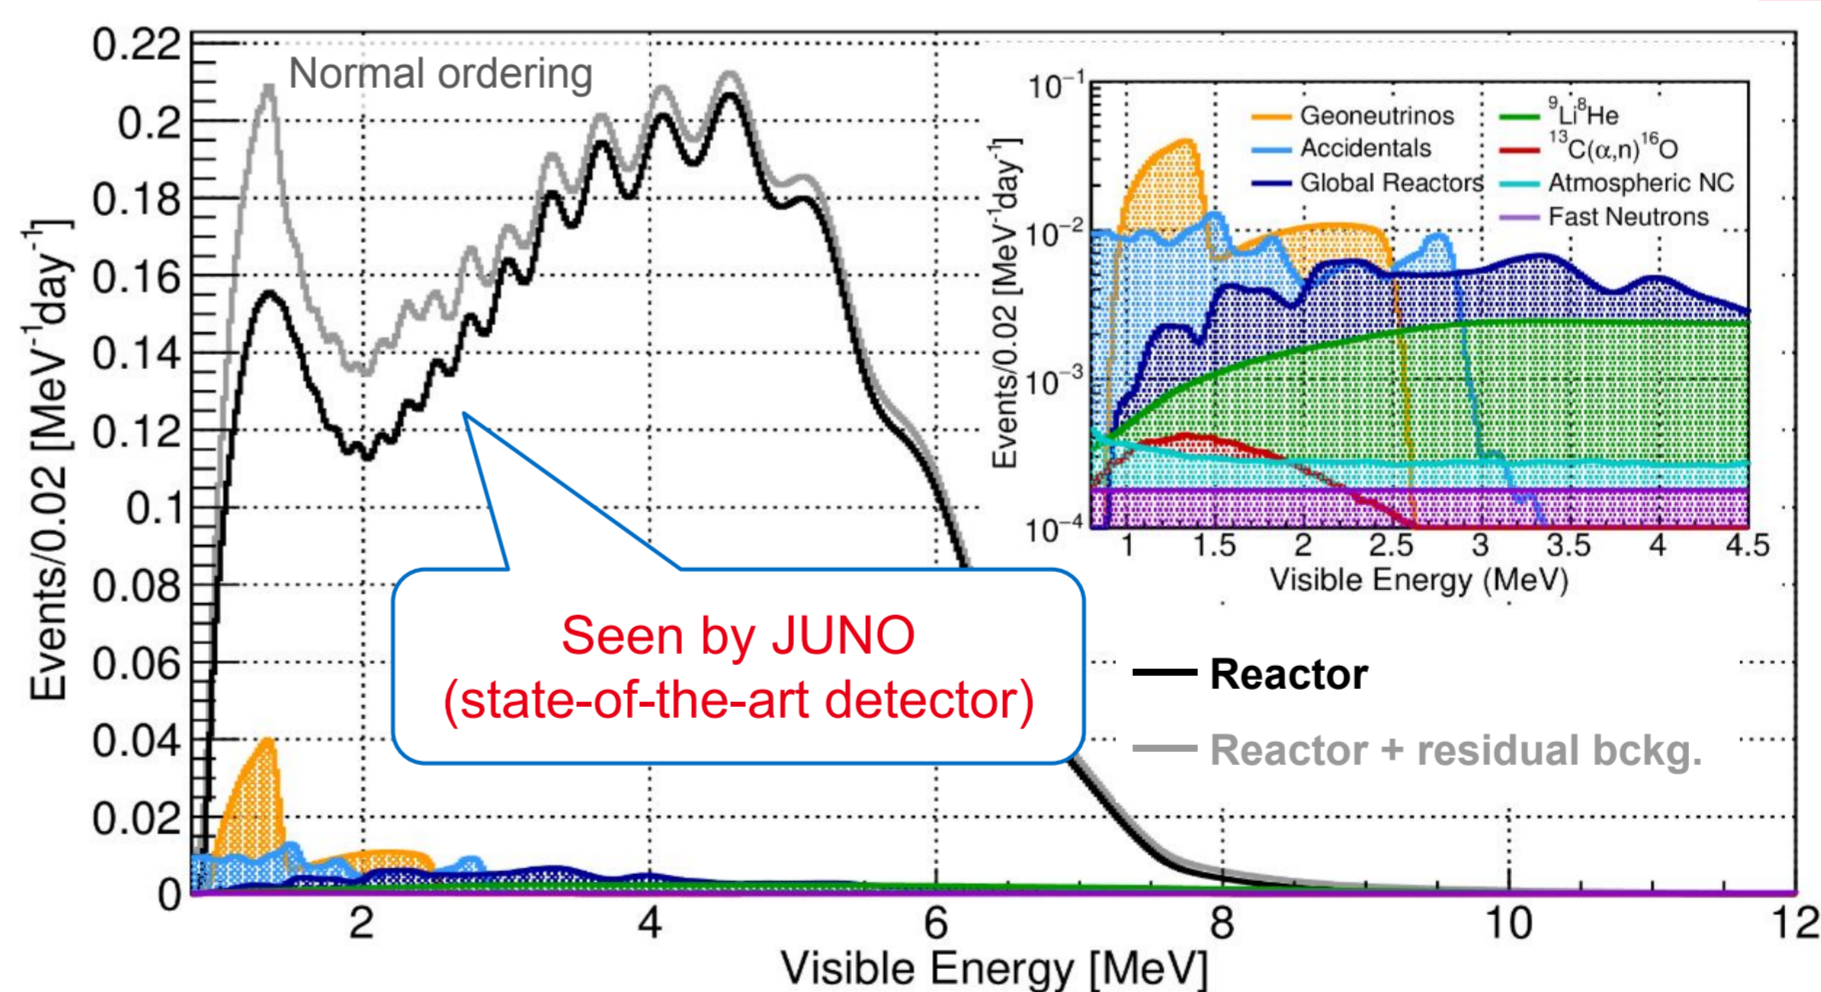 Normal ordering
0.22
0.2
0.18
0.16
0.14
0.12
0.1
0.08
0.06
0.04
0.02
0
Events/0.02 [MeV⁻¹day⁻¹]
2
4
6
8
10
12
Visible Energy [MeV]
Seen by JUNO
(state-of-the-art detector)
10⁻¹
10⁻²
10⁻³
10⁻⁴
Events/0.02 [MeV⁻¹day⁻¹]
Geoneutrinos
Accidentals
Global Reactors
⁹Li⁸He
¹³C(α,n)¹⁶O
Atmospheric NC
Fast Neutrons
1
1.5
2
2.5
3
3.5
4
4.5
Visible Energy (MeV)
Reactor
Reactor + residual bckg.